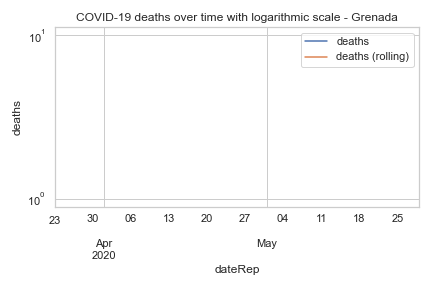 COVID-19 deaths over time with logarithmic scale - Grenada
deaths
deaths (rolling)
deaths
10¹
10⁰
23 30 06 13 20 27 04 11 18 25
Apr May
2020
dateRep